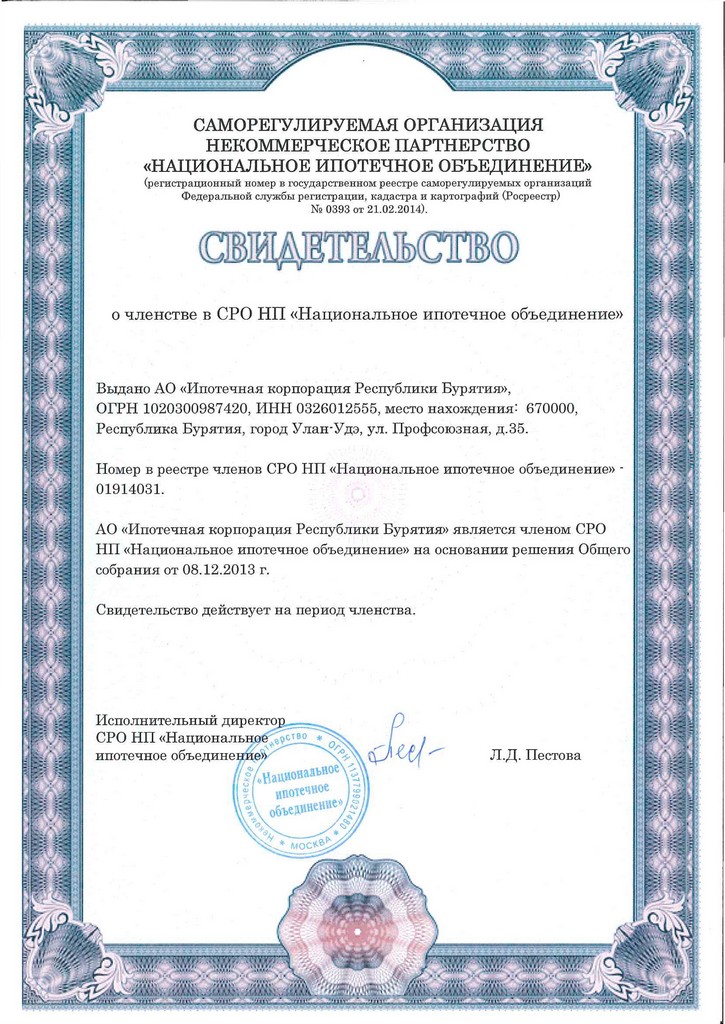 САМОРЕГУЛИРУЕМАЯ ОРГАНИЗАЦИЯ
НЕКОММЕРЧЕСКОЕ ПАРТНЕРСТВО
«НАЦИОНАЛЬНОЕ ИПОТЕЧНОЕ ОБЪЕДИНЕНИЕ»
(регистрационный номер в государственном реестре саморегулируемых организаций
Федеральной службы регистрации, кадастра и картографий (Росреестр)
№ 0393 от 21.02.2014).
СВИДЕТЕЛЬСТВО
о членстве в СРО НП «Национальное ипотечное объединение»
Выдано АО «Ипотечная корпорация Республики Бурятия»,
ОГРН 1020300987420, ИНН 0326012555, место нахождения: 670000,
Республика Бурятия, город Улан-Удэ, ул. Профсоюзная, д.35.
Номер в реестре членов СРО НП «Национальное ипотечное объединение» -
01914031.
АО «Ипотечная корпорация Республики Бурятия» является членом СРО
НП «Национальное ипотечное объединение» на основании решения Общего
собрания от 08.12.2013 г.
Свидетельство действует на период членства.
Исполнительный директор
СРО НП «Национальное
ипотечное объединение»
Л.Д. Пестова
Некоммерческое партнерство * ОГРН 1137799021480 * МОСКВА *
«Национальное
ипотечное
объединение»